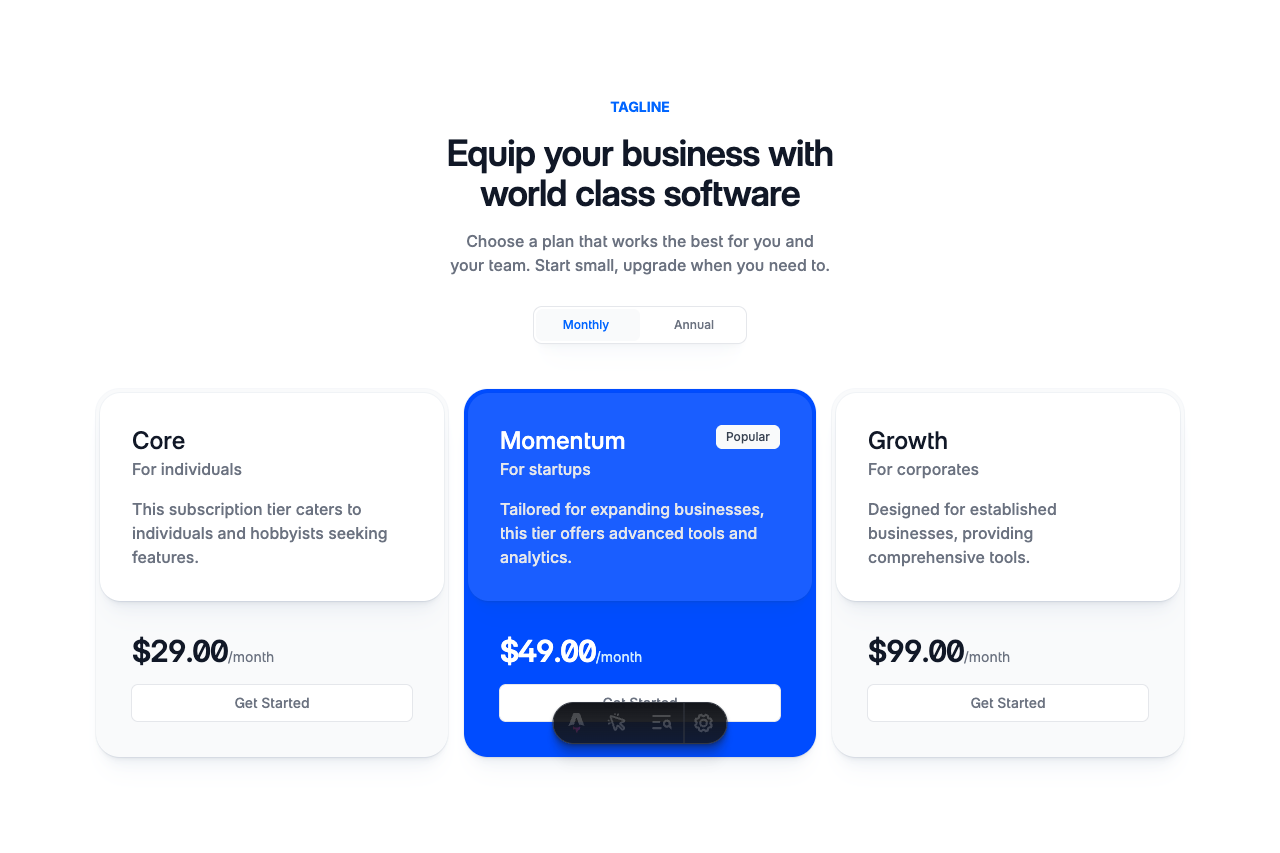 TAGLINE
Equip your business with
world class software
Choose a plan that works the best for you and
your team. Start small, upgrade when you need to.
Monthly
Annual
Core
For individuals
This subscription tier caters to
individuals and hobbyists seeking
features.
$29.00/month
Get Started
Momentum
Popular
For startups
Tailored for expanding businesses,
this tier offers advanced tools and
analytics.
$49.00/month
Get Started
Growth
For corporates
Designed for established
businesses, providing
comprehensive tools.
$99.00/month
Get Started